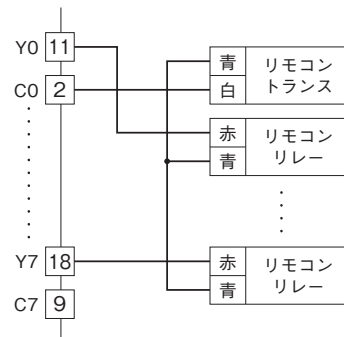 Y0 11
C0 2
Y7 18
C7 9
青
白
リモコン
トランス
赤
青
リモコン
リレー
赤
青
リモコン
リレー